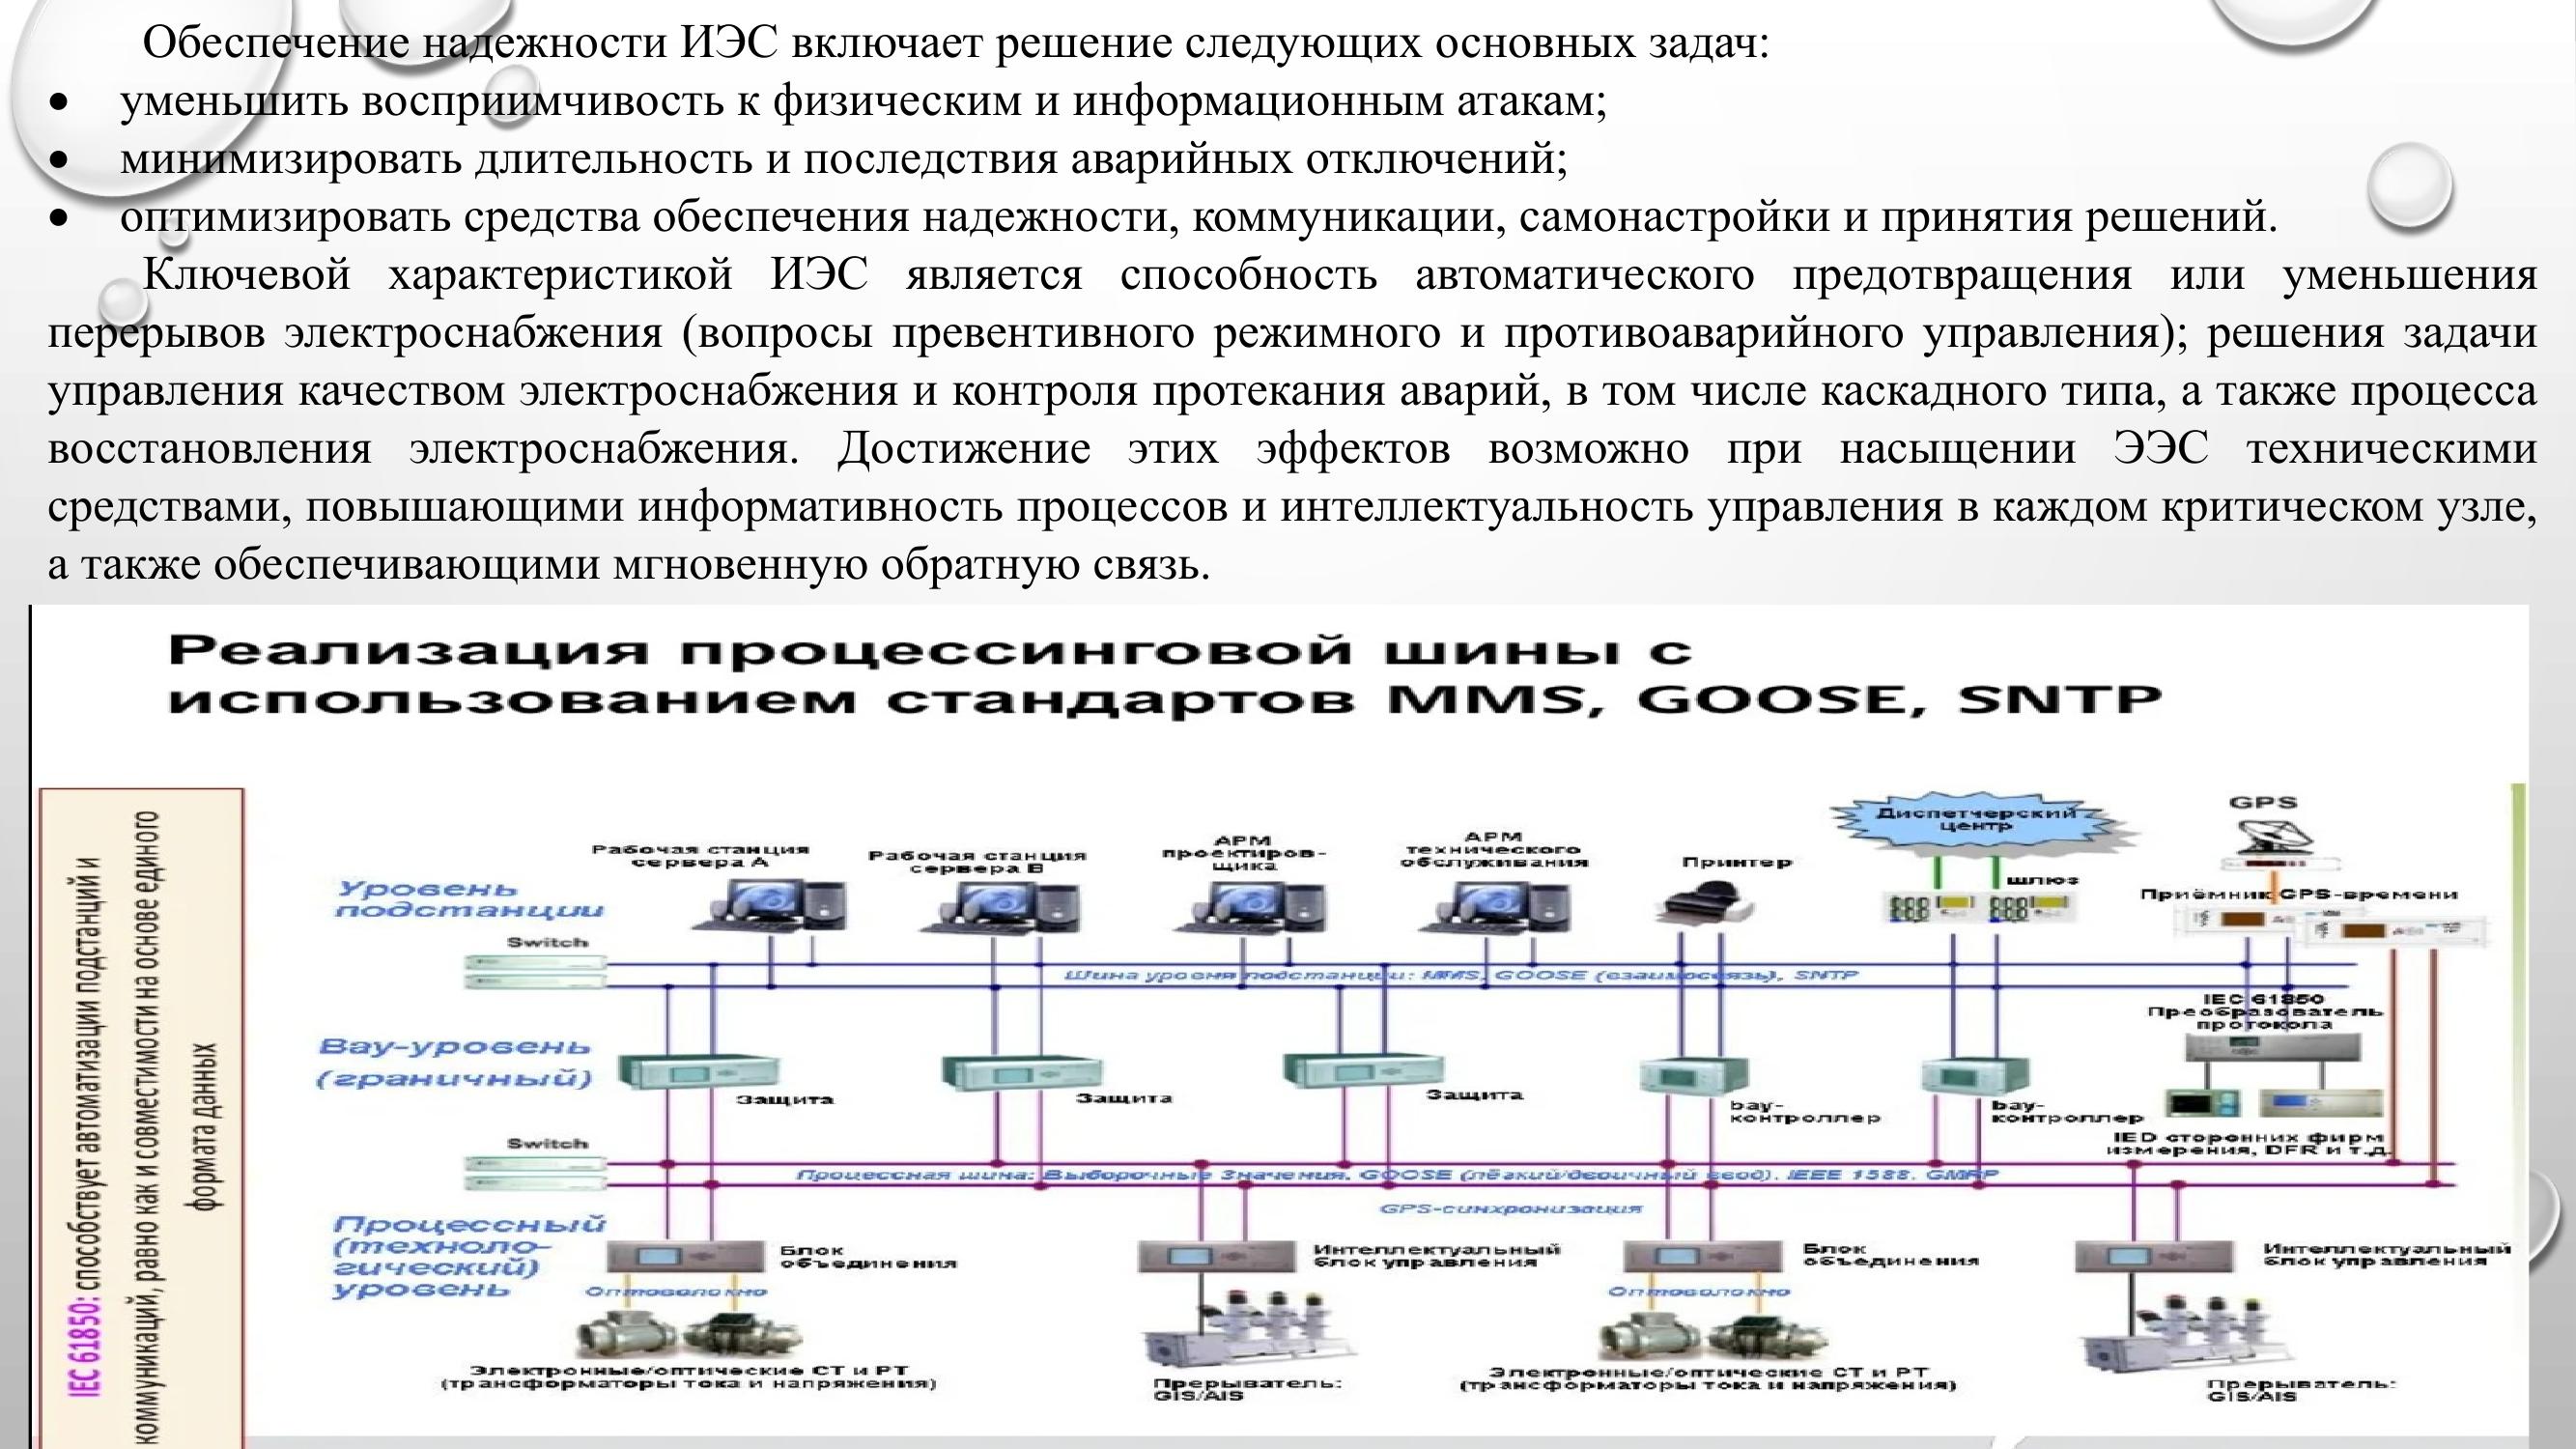 Обеспечение надежности ИЭС включает решение следующих основных задач:
• уменьшить восприимчивость к физическим и информационным атакам;
• минимизировать длительность и последствия аварийных отключений;
• оптимизировать средства обеспечения надежности, коммуникации, самонастройки и принятия решений.
Ключевой характеристикой ИЭС является способность автоматического предотвращения или уменьшения
перерывов электроснабжения (вопросы превентивного режимного и противоаварийного управления); решения задачи
управления качеством электроснабжения и контроля протекания аварий, в том числе каскадного типа, а также процесса
восстановления электроснабжения. Достижение этих эффектов возможно при насыщении ЭЭС техническими
средствами, повышающими информативность процессов и интеллектуальность управления в каждом критическом узле,
а также обеспечивающими мгновенную обратную связь.
Реализация процессинговой шины с
использованием стандартов MMS, GOOSE, SNTP
IEC 61850: способствует автоматизации подстанций и
коммуникаций, равно как и совместимости на основе единого
формата данных
Рабочая станция
сервера А
Рабочая станция
сервера В
АРМ
проектиров-
щика
АРМ
технического
обслуживания
Принтер
Диспетчерский
центр
шлюз
GPS
Приёмник GPS-времени
Уровень
подстанции
Switch
Шина уровня подстанции: MMS, GOOSE (взаимосвязь), SNTP
IEC 61850
Преобразователь
протокола
Bay-уровень
(граничный)
Защита
Защита
Защита
bay-
контроллер
bay-
контроллер
IED сторонних фирм
измерения, DFR и т.д.
Switch
Процессная шина: Выборочные Значения, GOOSE (лёгкий/двоичный ввод). IEEE 1588. GMRP
GPS-синхронизация
Процессный
(техноло-
гический)
уровень
Блок
объединения
Интеллектуальный
блок управления
Блок
объединения
Интеллектуальный
блок управления
Оптоволокно
Оптоволокно
Электронные/оптические СТ и РТ
(трансформаторы тока и напряжения)
Прерыватель:
GIS/AIS
Электронные/оптические СТ и РТ
(трансформаторы тока и напряжения)
Прерыватель:
GIS/AIS